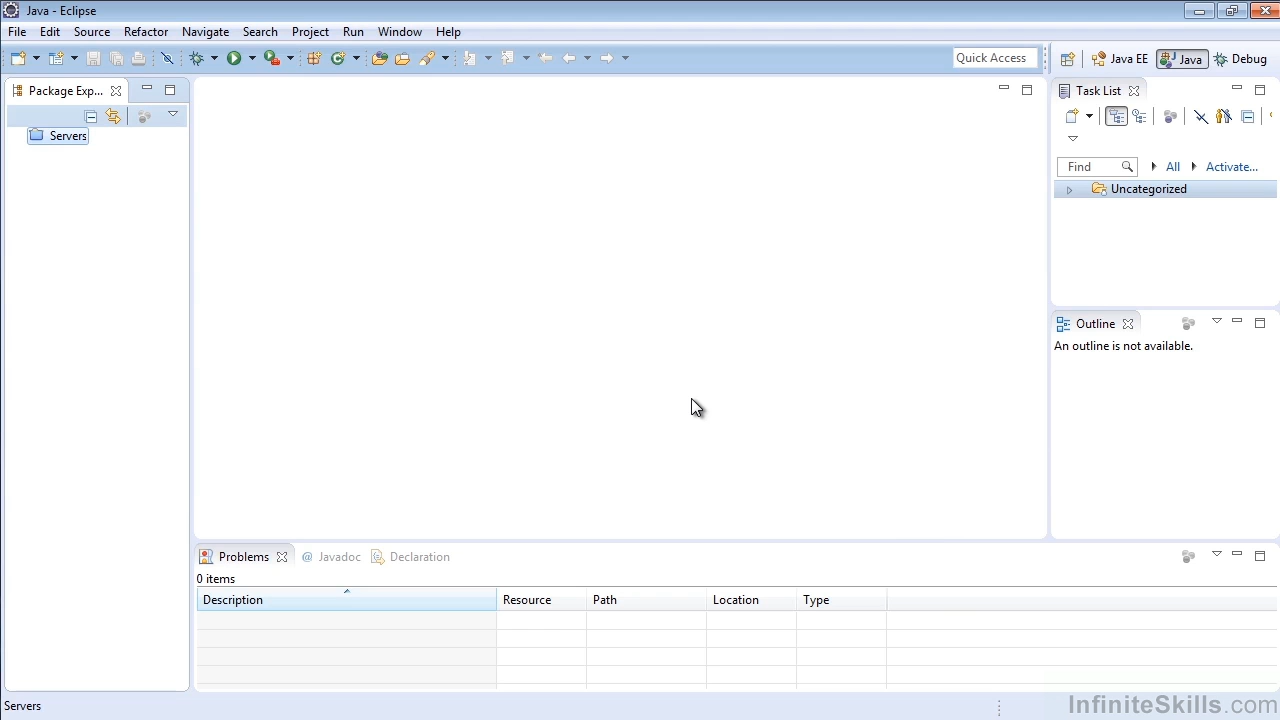 Java - Eclipse
File Edit Source Refactor Navigate Search Project Run Window Help
Quick Access
Java EE Java Debug
Package Exp...
Servers
Task List
Find All Activate...
Uncategorized
Outline
An outline is not available.
Problems @ Javadoc Declaration
0 items
Description Resource Path Location Type
Servers
InfiniteSkills.com